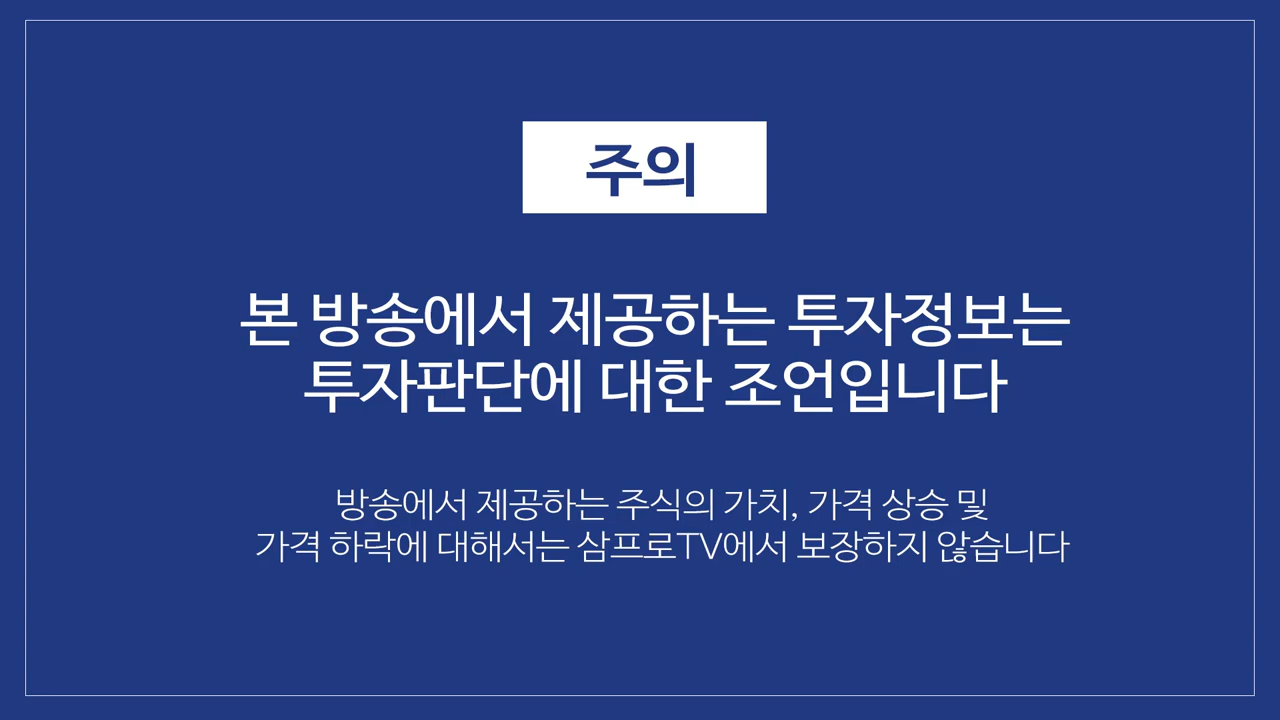 주의
본 방송에서 제공하는 투자정보는
투자판단에 대한 조언입니다
방송에서 제공하는 주식의 가치, 가격 상승 및
가격 하락에 대해서는 삼프로TV에서 보장하지 않습니다